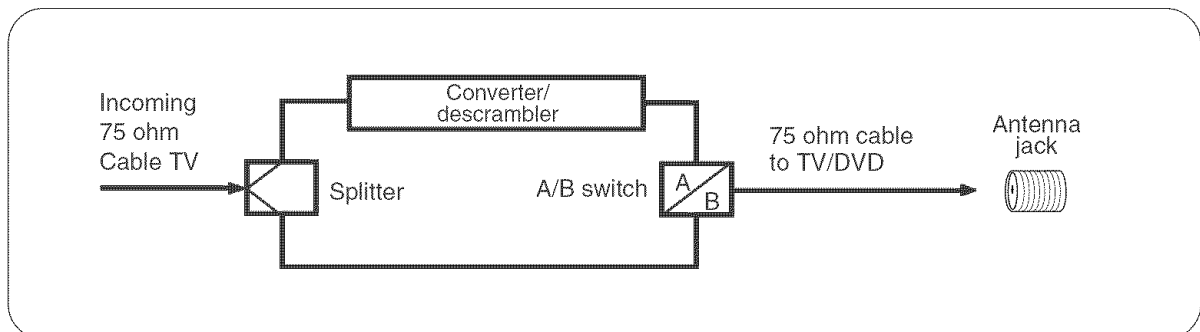 Incoming
75 ohm
Cable TV
Converter/
descrambler
Splitter
A/B switch
A
B
75 ohm cable
to TV/DVD
Antenna
jack